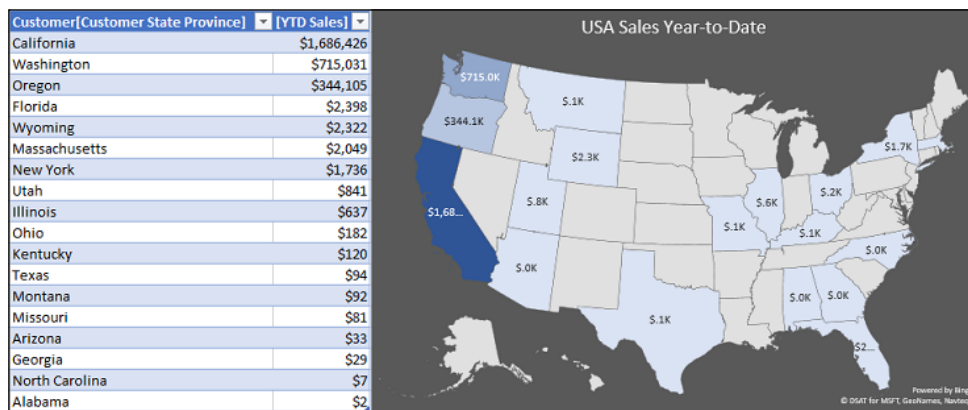 Customer[Customer State Province] [YTD Sales]
California $1,686,426
Washington $715,031
Oregon $344,105
Florida $2,398
Wyoming $2,322
Massachusetts $2,049
New York $1,736
Utah $841
Illinois $637
Ohio $182
Kentucky $120
Texas $94
Montana $92
Missouri $81
Arizona $33
Georgia $29
North Carolina $7
Alabama $2
USA Sales Year-to-Date
$715.0K
$.1K
$344.1K
$2.3K
$1.7K
$.8K
$.6K
$.2K
$1,68...
$.1K
$.1K
$.0K
$.0K
$.0K
$.0K
$.1K
$2...
Powered by Bing
© DSAT for MSFT, GeoNames, Navteq